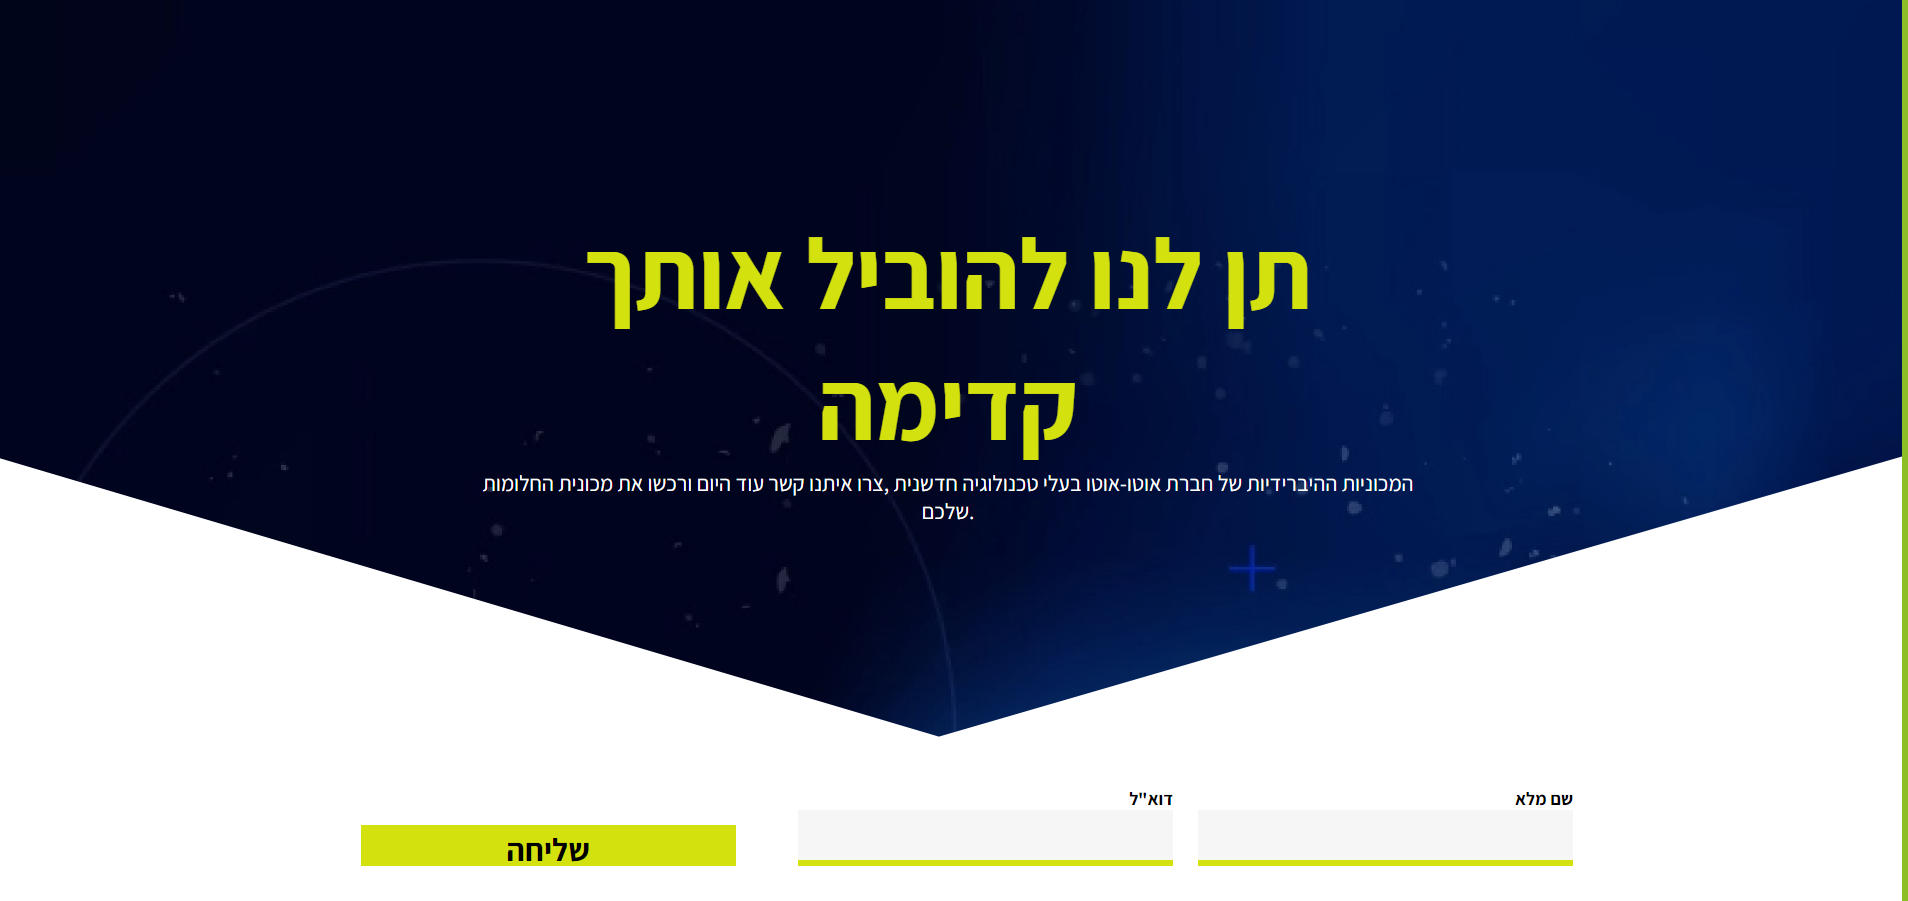 תן לנו להוביל אותך
קדימה
המכוניות ההיברידיות של חברת אוטו-אוטו בעלי טכנולוגיה חדשנית ,צרו איתנו קשר עוד היום ורכשו את מכונית החלומות
.שלכם
שם מלא
דוא"ל
שליחה